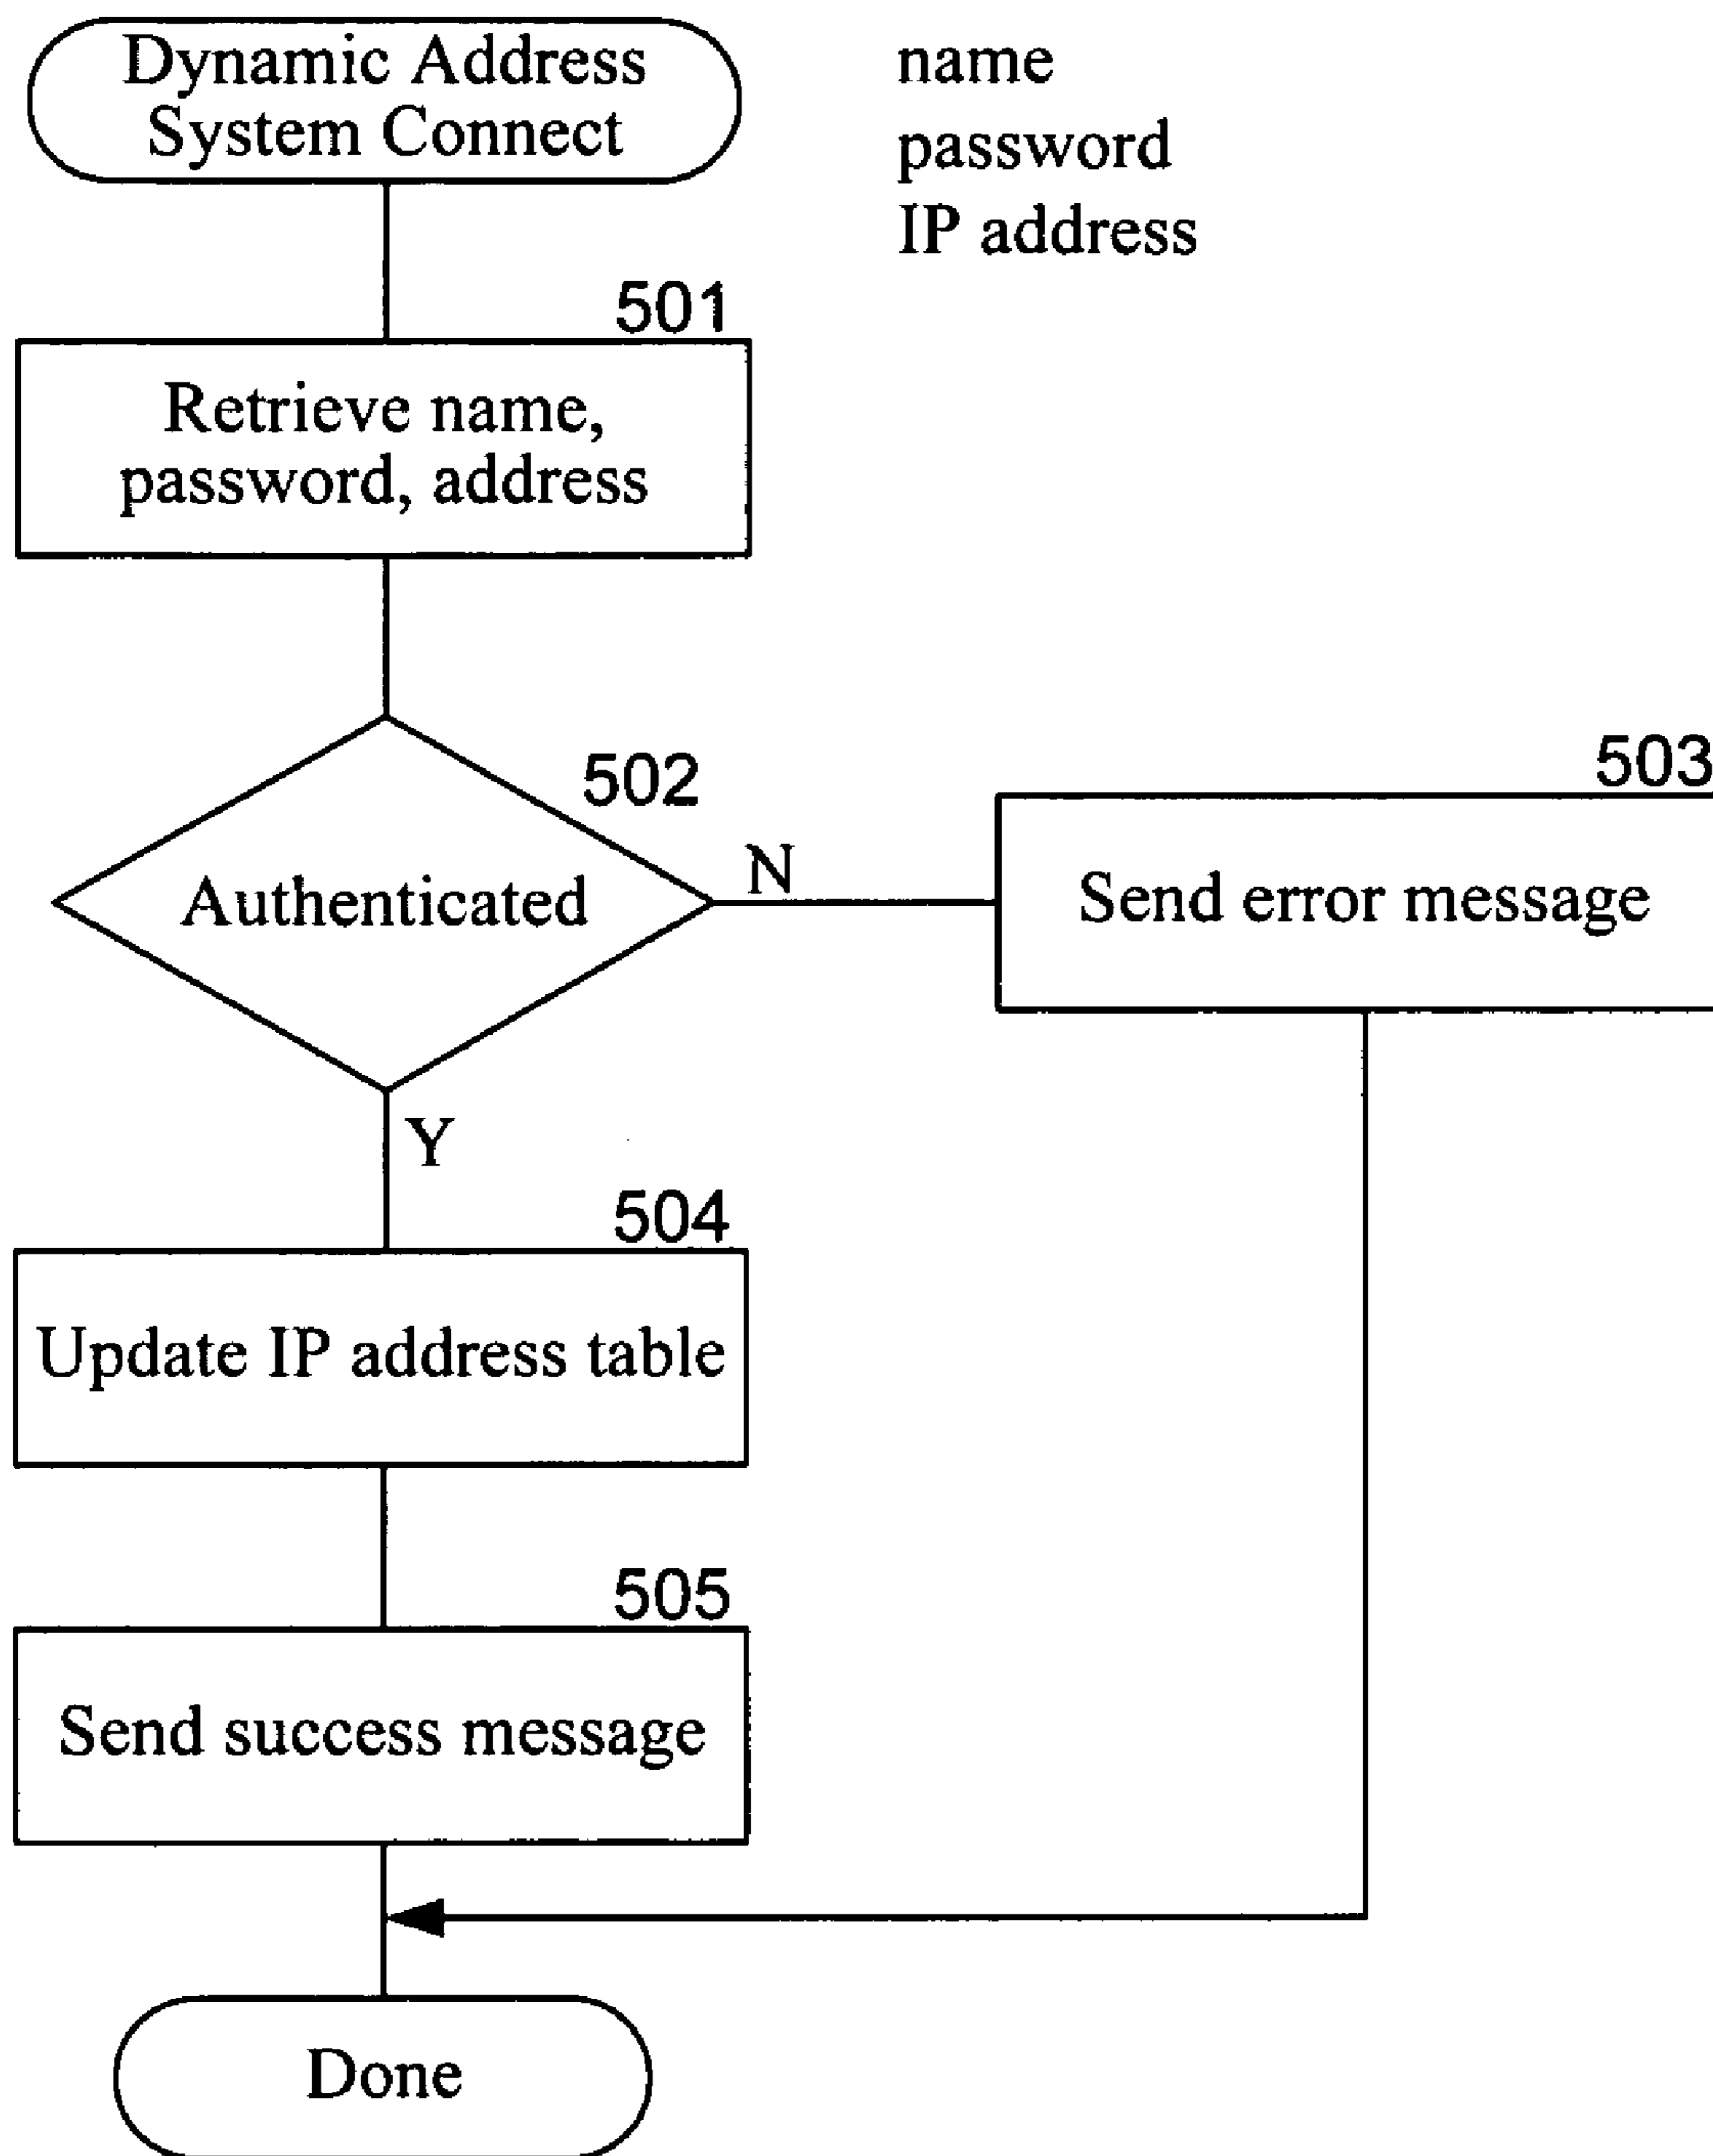 Dynamic Address
System Connect
name
password
IP address
501
Retrieve name,
password, address
502
Authenticated
N
503
Send error message
Y
504
Update IP address table
505
Send success message
Done